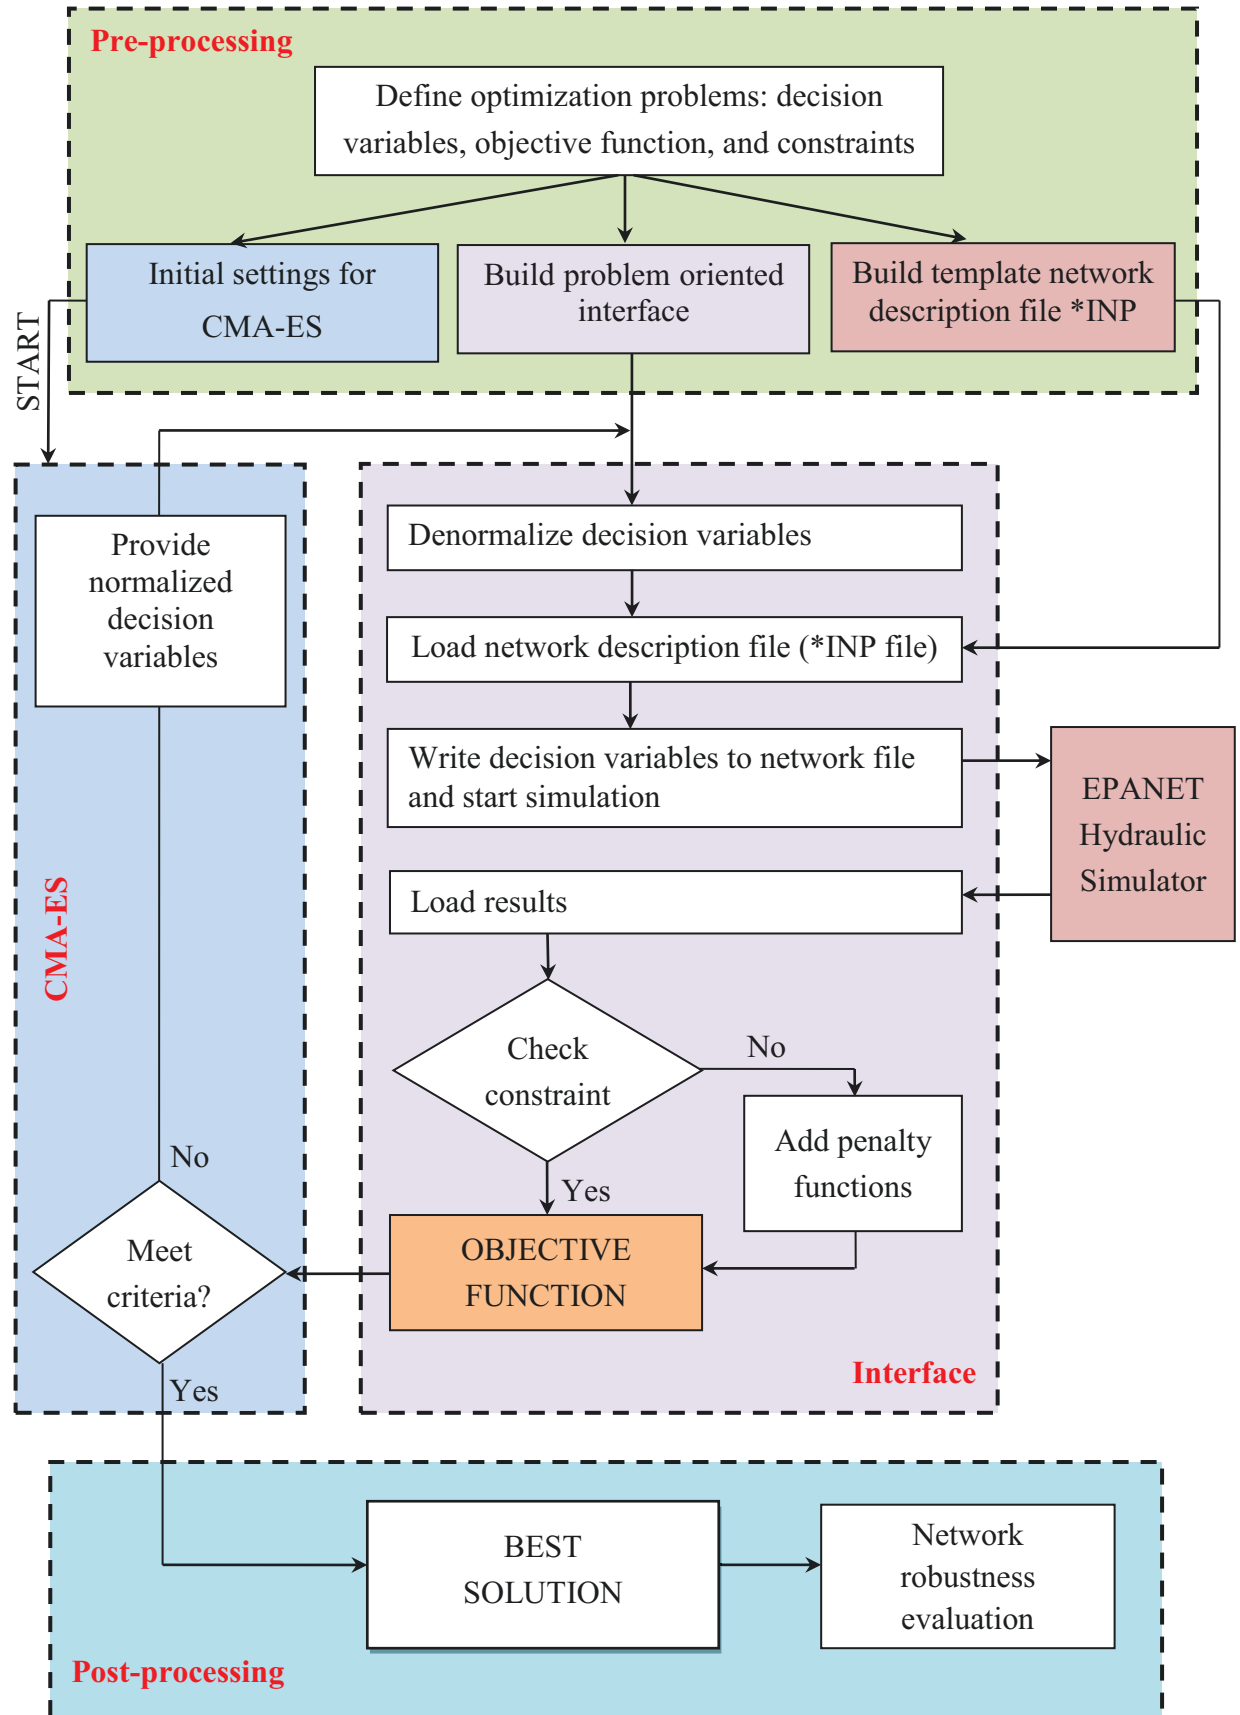 Pre-processing
Define optimization problems: decision
variables, objective function, and constraints
Initial settings for
CMA-ES
Build problem oriented
interface
Build template network
description file *INP
START
Provide
normalized
decision
variables
Denormalize decision variables
Load network description file (*INP file)
Write decision variables to network file
and start simulation
EPANET
Hydraulic
Simulator
Load results
CMA-ES
Check
constraint
No
Add penalty
functions
Yes
No
OBJECTIVE
FUNCTION
Meet
criteria?
Yes
Interface
BEST
SOLUTION
Network
robustness
evaluation
Post-processing